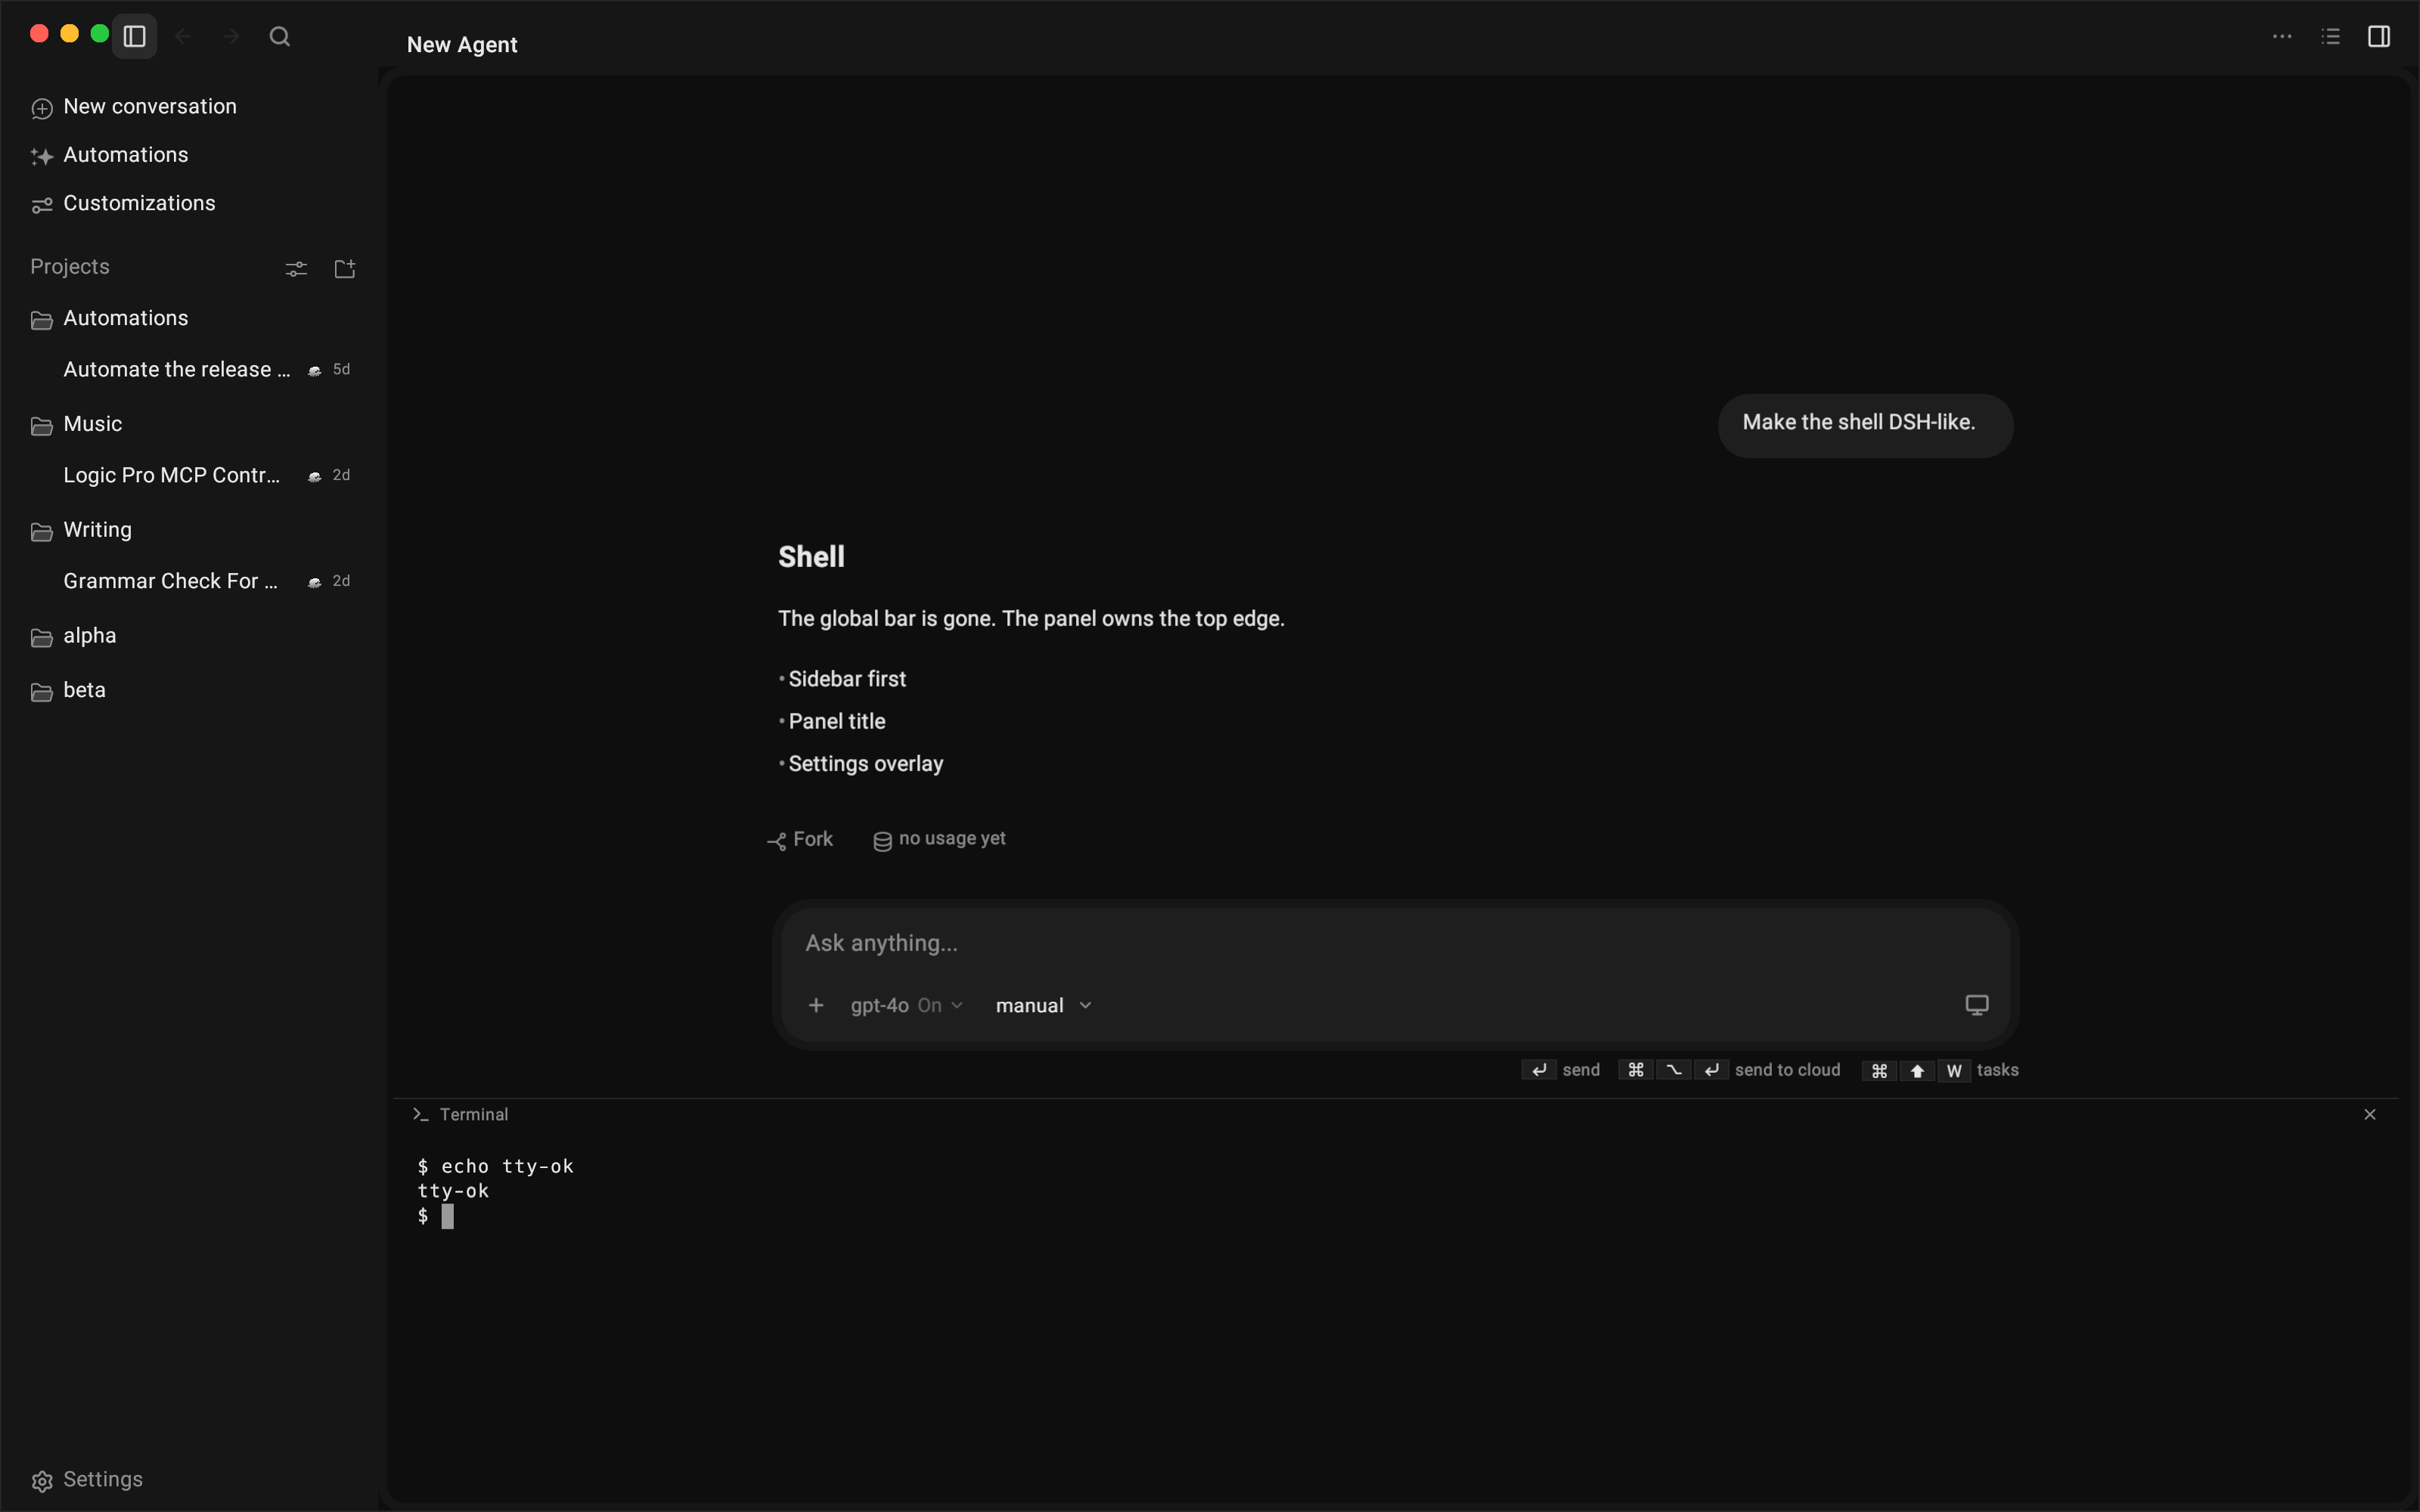 New Agent
New conversation
Automations
Customizations
Projects
Automations
Automate the release ... 5d
Music
Logic Pro MCP Contr... 2d
Writing
Grammar Check For ... 2d
alpha
beta
Settings
Make the shell DSH-like.
Shell
The global bar is gone. The panel owns the top edge.
• Sidebar first
• Panel title
• Settings overlay
Fork no usage yet
Ask anything...
+ gpt-4o On manual
↵ send ⌘ ⌥ ↵ send to cloud ⌘ ⬆ W tasks
>_ Terminal
$ echo tty-ok
tty-ok
$